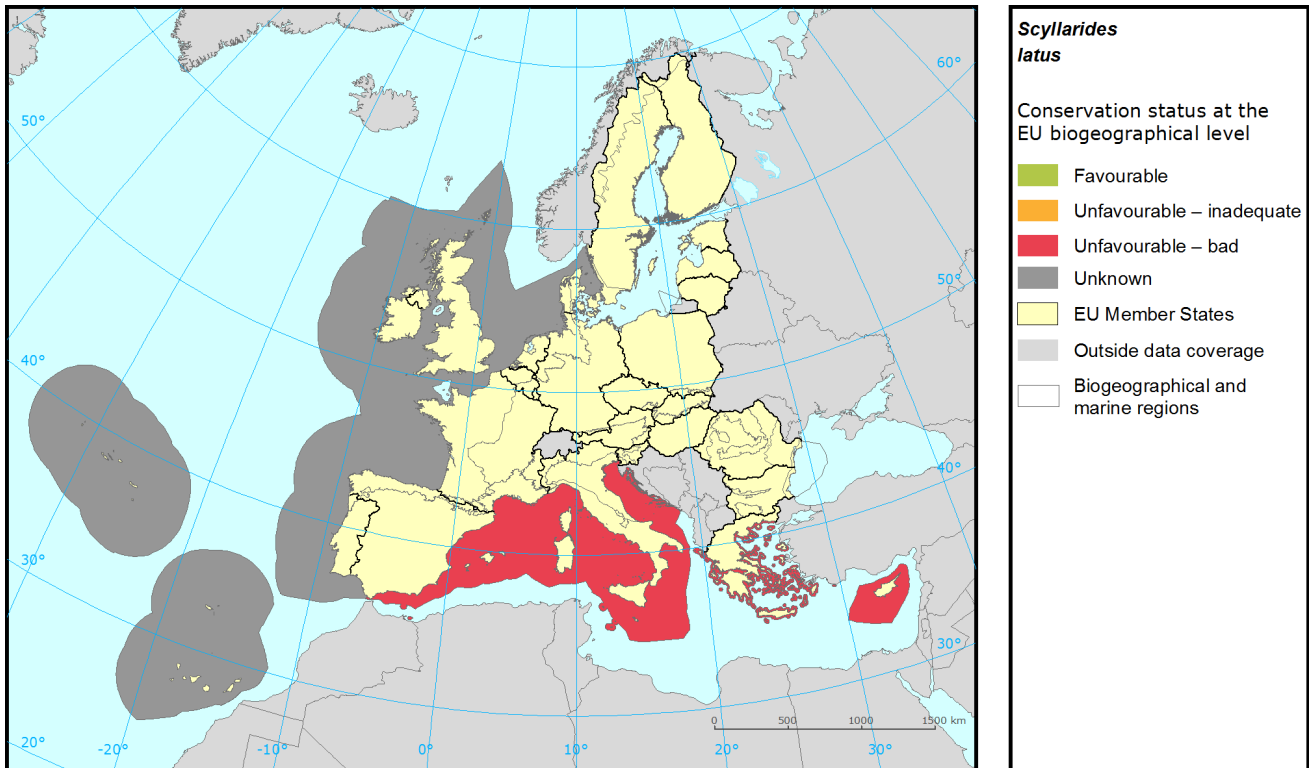 Scyllarides
latus
Conservation status at the
EU biogeographical level
Favourable
Unfavourable – inadequate
Unfavourable – bad
Unknown
EU Member States
Outside data coverage
Biogeographical and
marine regions
60°
50°
50°
40°
40°
30°
30°
0 500 1000 1500 km
20° -20° -10° 0° 10° 20° 30°